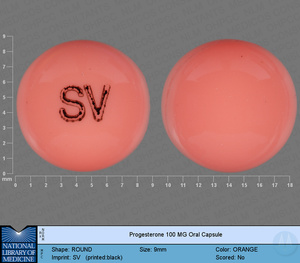 SV
9
8
7
6
5
4
3
2
1
0
mm
0 1 2 3 4 5 6 7 8 9 10 11 12 13 14 15 16 17 18
mm
Progesterone 100 MG Oral Capsule
NATIONAL
LIBRARY OF
MEDICINE
Shape: ROUND Size: 9mm Color: ORANGE
Imprint: SV (printed:black) Scored: No